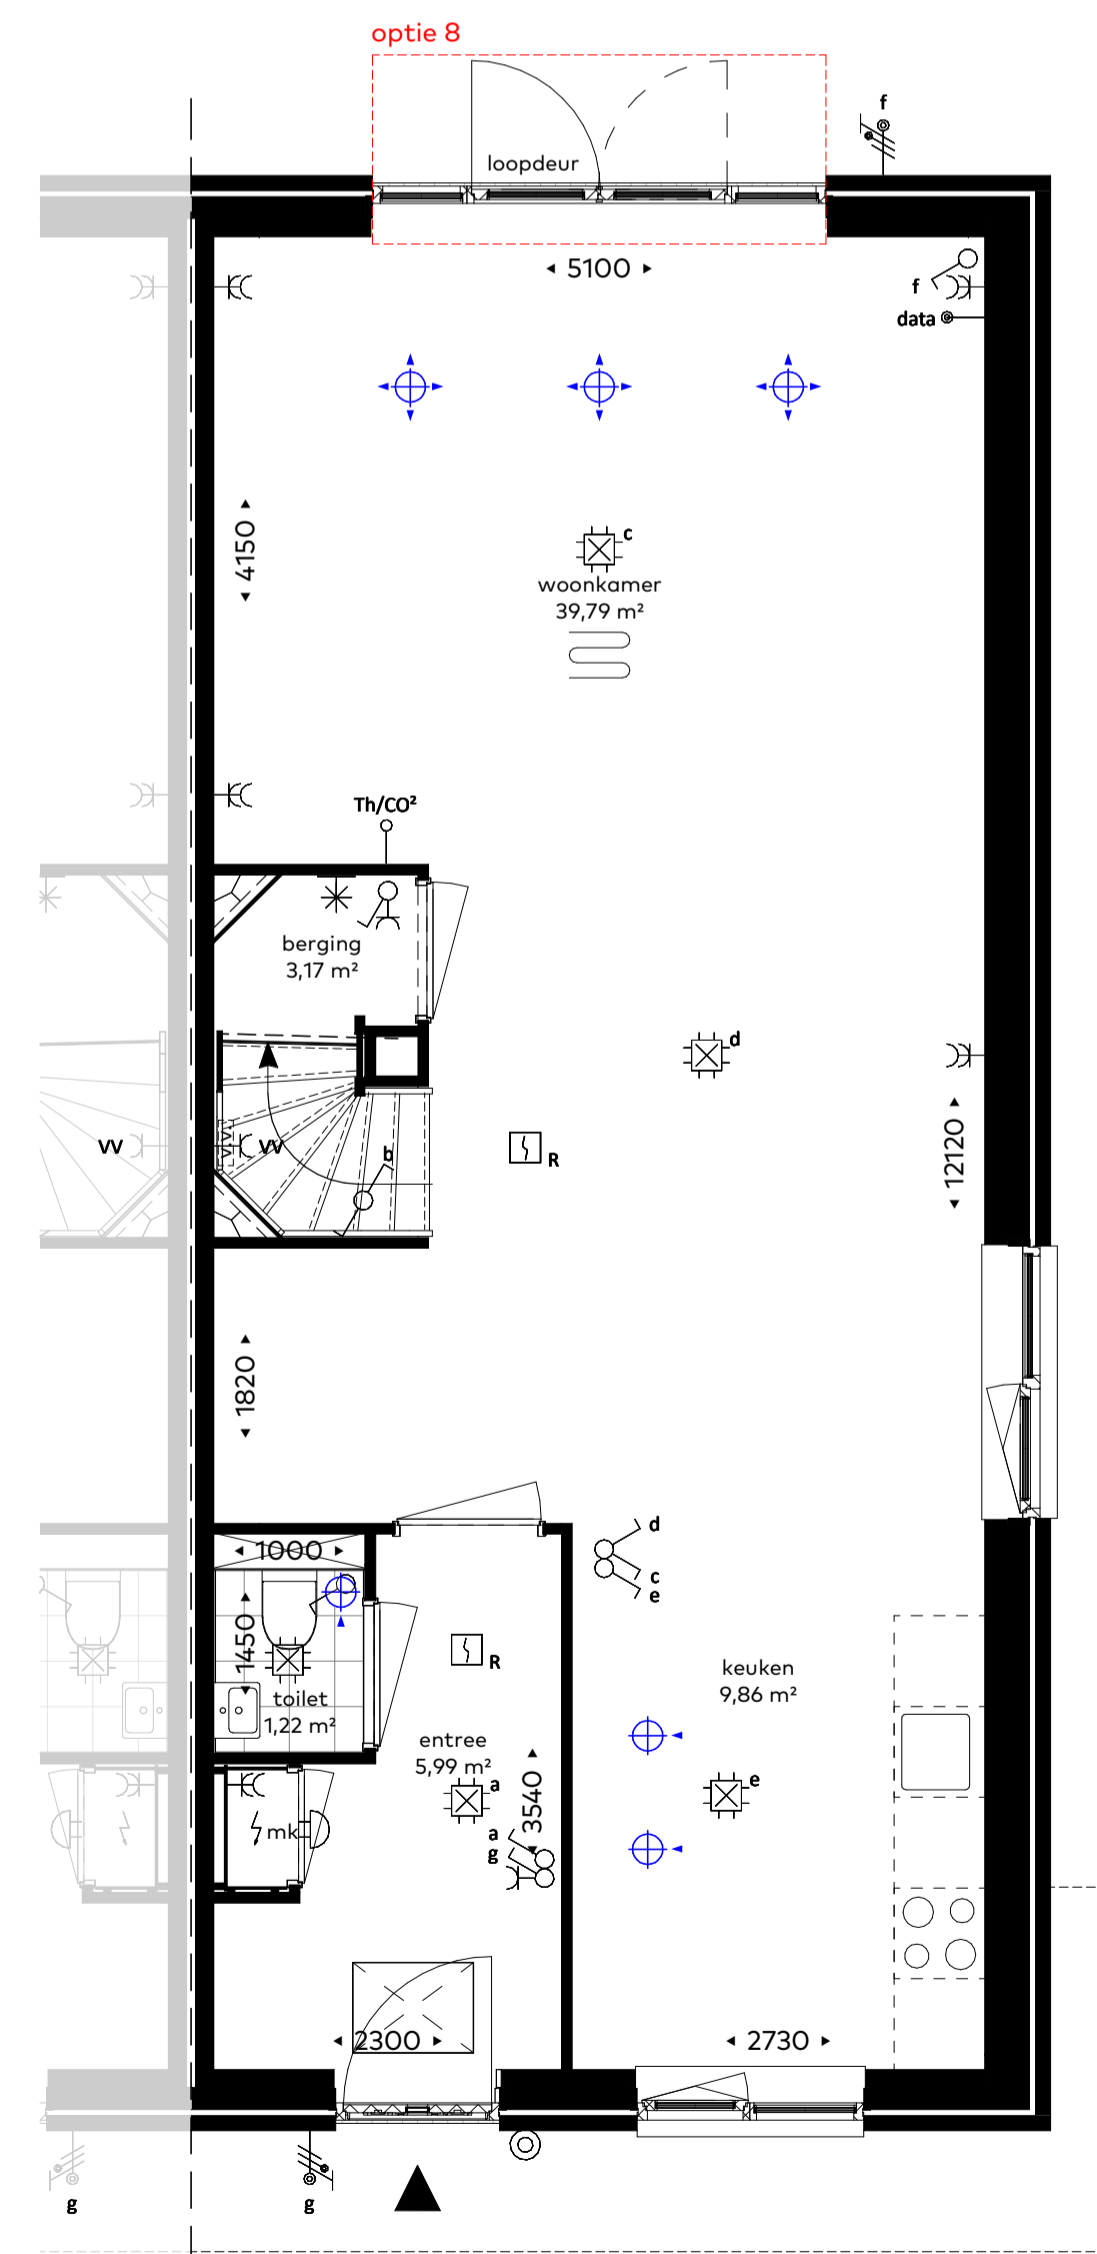 optie 8
f
loopdeur
5100
f
data
c
woonkamer
39,79 m²
4150
Th/CO²
berging
3,17 m²
d
12120
VV
VV
b
R
1820
d
c
e
1000
1450
toilet
1,22 m²
R
keuken
9,86 m²
entree
5,99 m²
a
3540
e
a
g
mk
2300
2730
g
g